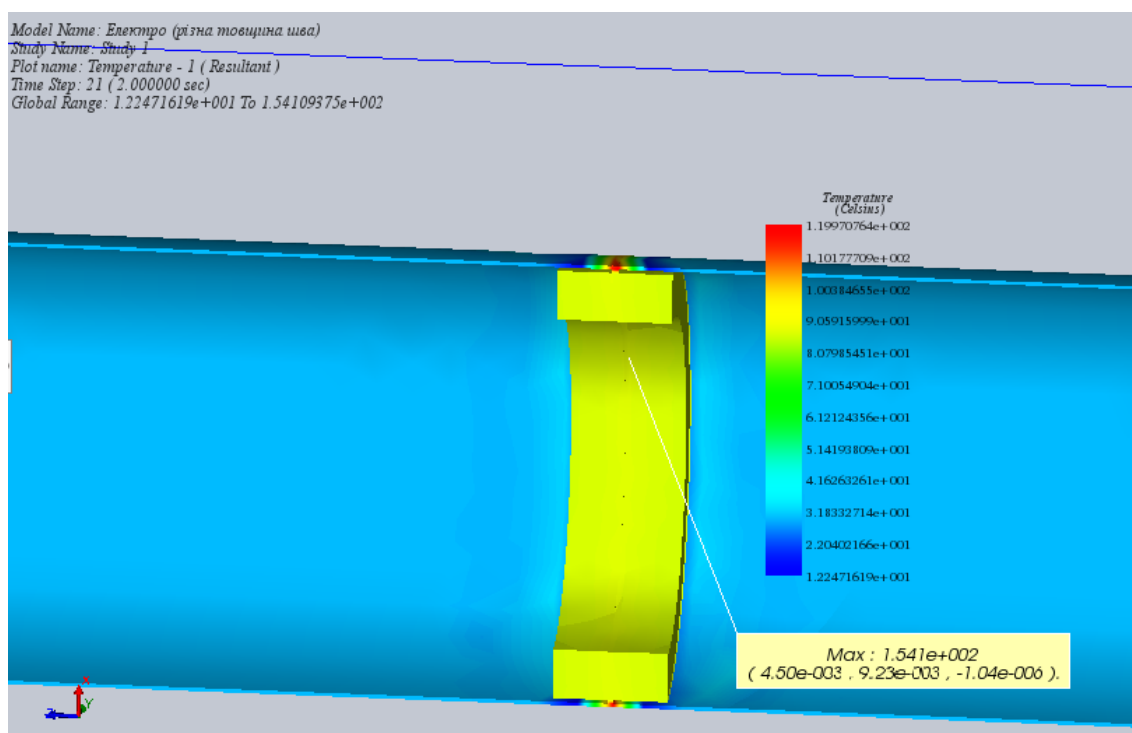 Model Name: Електро (різна товщина шва)
Study Name: Study 1
Plot name: Temperature - 1 ( Resultant )
Time Step: 21 ( 2.000000 sec)
Global Range: 1.22471619e+001 To 1.54109375e+002
Temperature
(Celsius)
1.19970764e+002
1.10177709e+002
1.00384655e+002
9.05915999e+001
8.07985451e+001
7.10054904e+001
6.12124356e+001
5.14193809e+001
4.16263261e+001
3.18332714e+001
2.20402166e+001
1.22471619e+001
Max : 1.541e+002
( 4.50e-003 , 9.23e-003 , -1.04e-006 ).
X
Y
Z